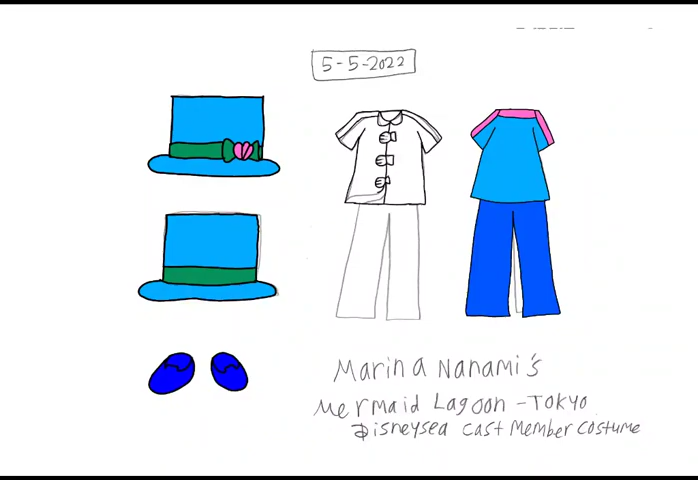 5-5-2022
Marina Nanami's
Mermaid Lagoon - TOKYO
Disneysea Cast Member Costume